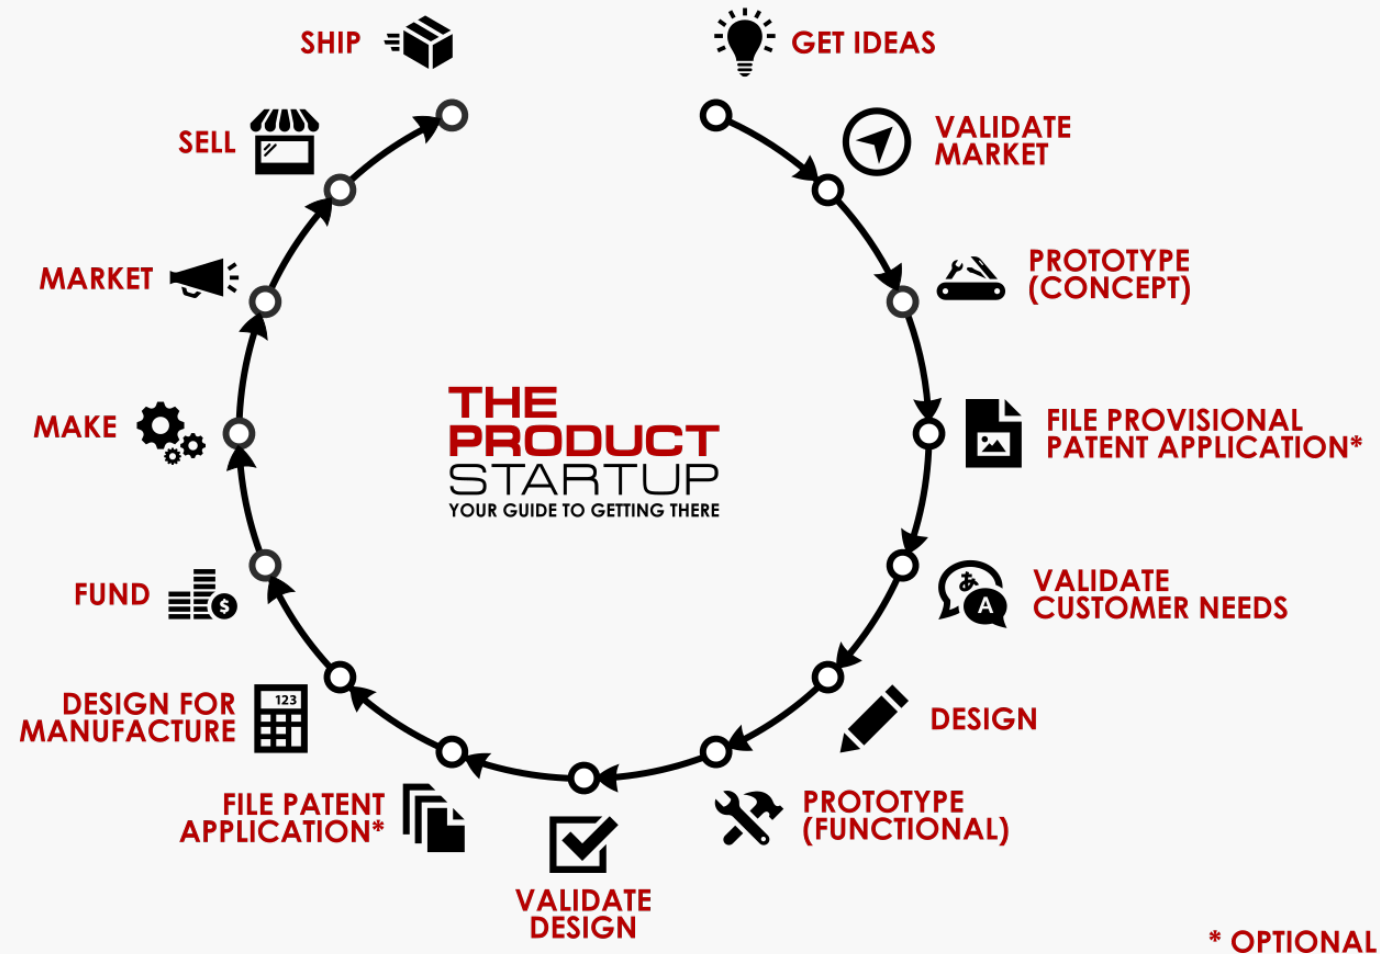 SHIP
GET IDEAS
SELL
VALIDATE
MARKET
MARKET
PROTOTYPE
(CONCEPT)
THE
PRODUCT
STARTUP
YOUR GUIDE TO GETTING THERE
MAKE
FILE PROVISIONAL
PATENT APPLICATION*
FUND
$
あ
A
VALIDATE
CUSTOMER NEEDS
DESIGN FOR
MANUFACTURE
123
DESIGN
FILE PATENT
APPLICATION*
PROTOTYPE
(FUNCTIONAL)
VALIDATE
DESIGN
* OPTIONAL